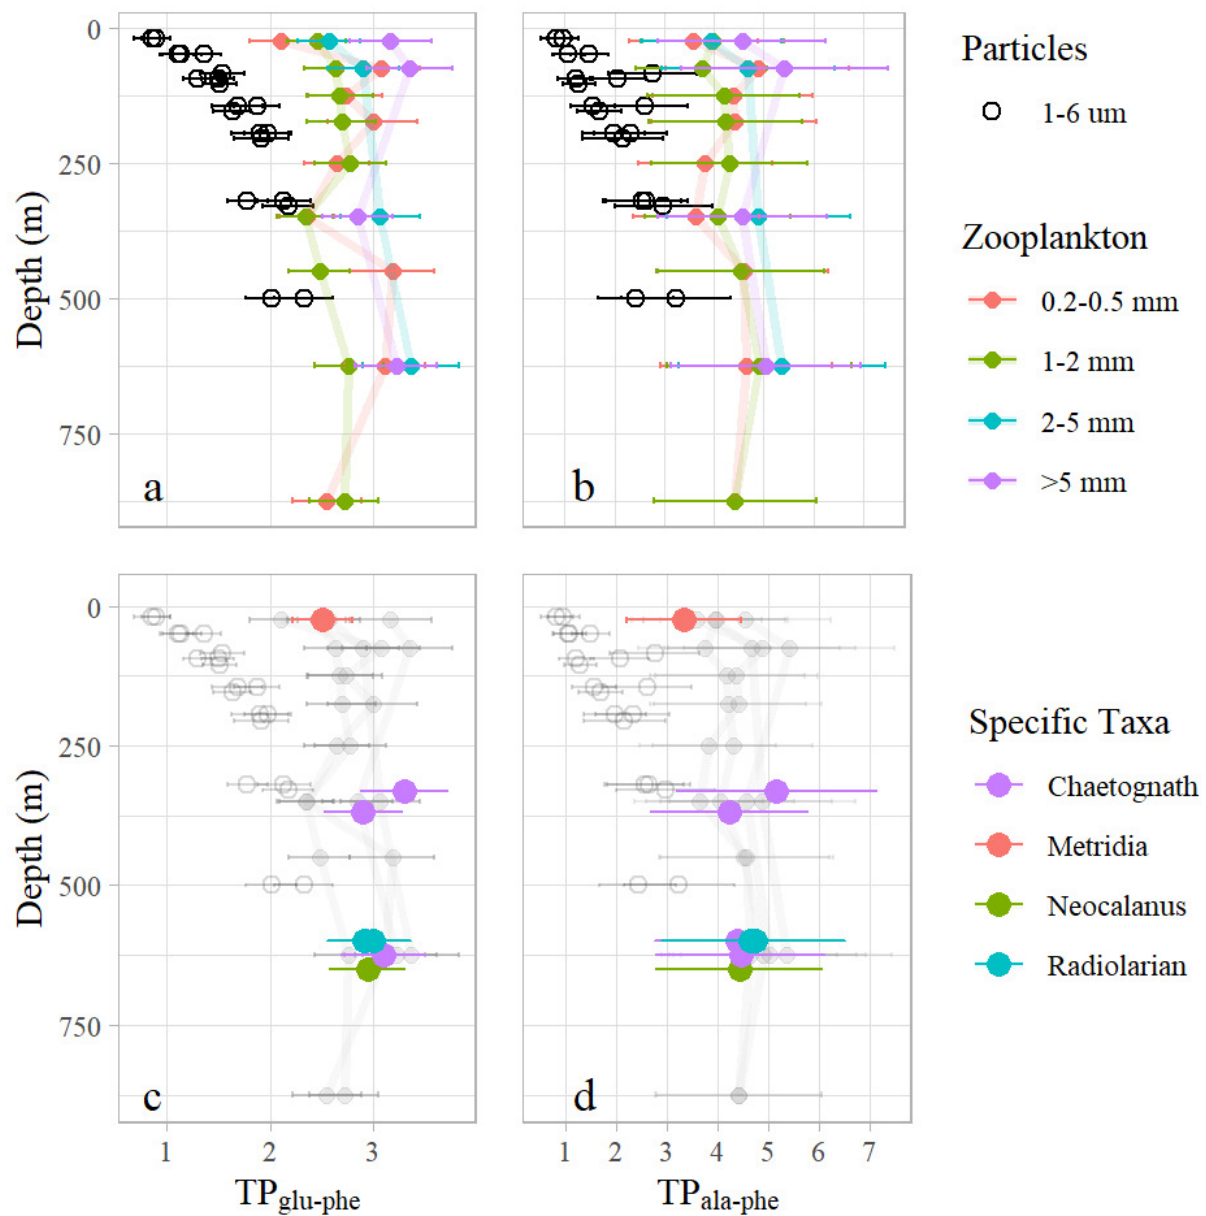 0
250
500
750
Depth (m)
a
b
Particles
1-6 um
Zooplankton
0.2-0.5 mm
1-2 mm
2-5 mm
>5 mm
0
250
500
750
Depth (m)
c
d
1 2 3
1 2 3 4 5 6 7
TPglu-phe
TPala-phe
Specific Taxa
Chaetognath
Metridia
Neocalanus
Radiolarian